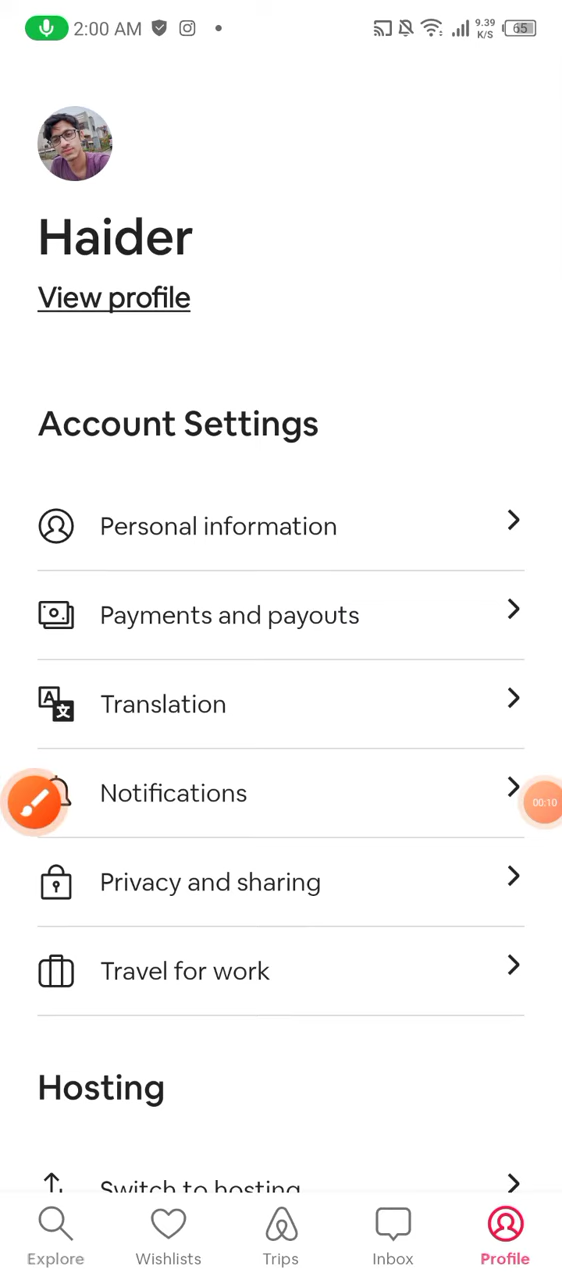 2:00 AM 9.39 K/S 65
Haider
View profile
Account Settings
Personal information
Payments and payouts
A 文 Translation
Notifications
00:10
Privacy and sharing
Travel for work
Hosting
Switch to hosting
Explore Wishlists Trips Inbox Profile